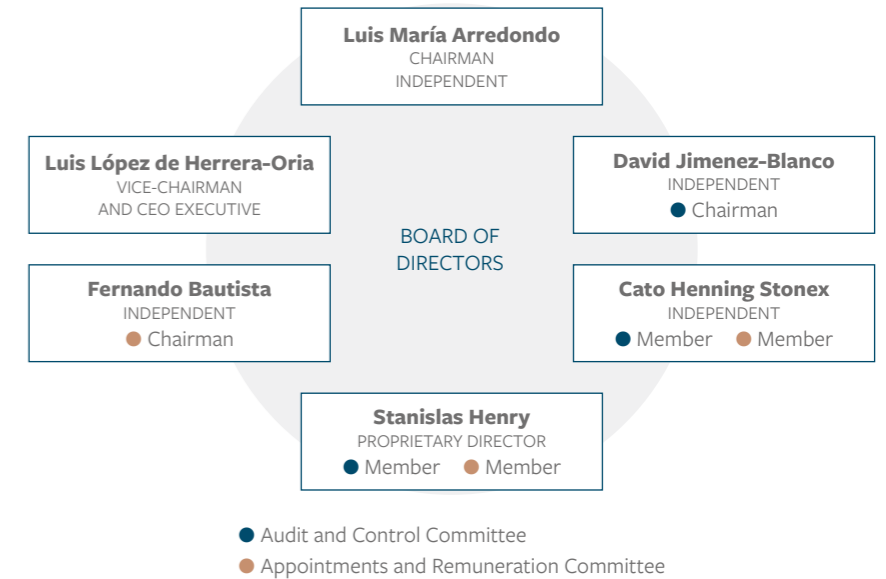 Luis María Arredondo
CHAIRMAN
INDEPENDENT
Luis López de Herrera-Oria
VICE-CHAIRMAN
AND CEO EXECUTIVE
David Jimenez-Blanco
INDEPENDENT
Chairman
BOARD OF
DIRECTORS
Fernando Bautista
INDEPENDENT
Chairman
Cato Henning Stonex
INDEPENDENT
Member Member
Stanislas Henry
PROPRIETARY DIRECTOR
Member Member
Audit and Control Committee
Appointments and Remuneration Committee